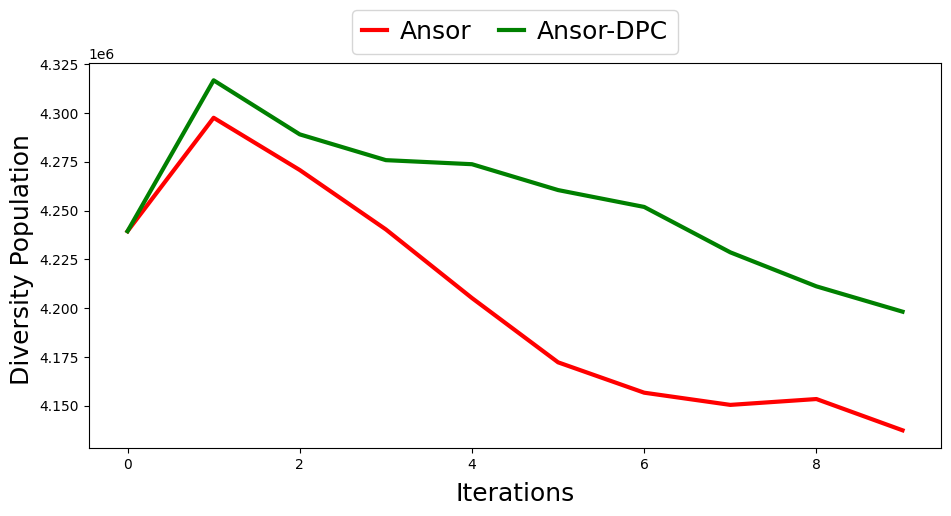 Ansor Ansor-DPC
1e6
4.325
4.300
4.275
4.250
4.225
4.200
4.175
4.150
Diversity Population
0 2 4 6 8
Iterations